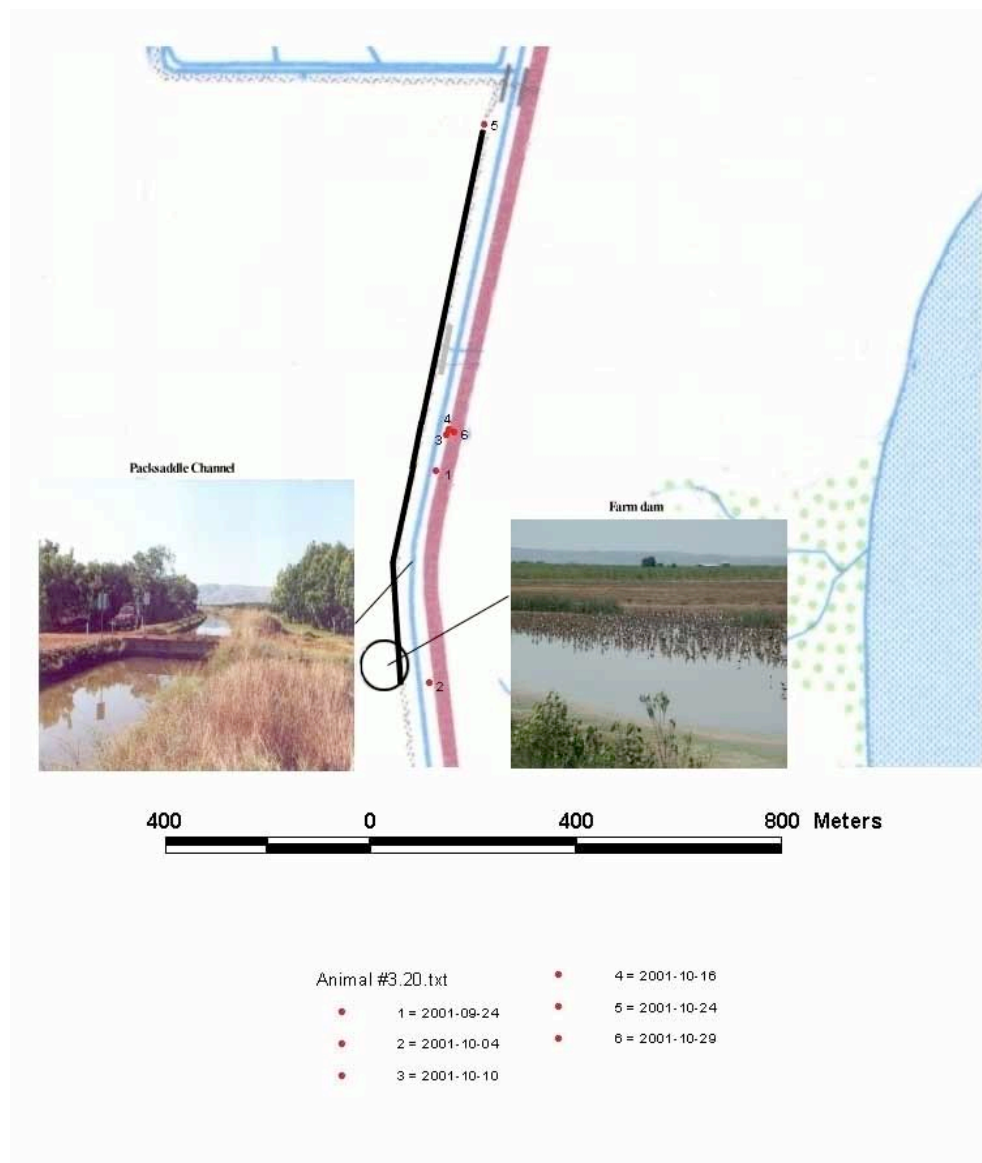 5
4
3 6
1
Packsaddle Channel
Farm dam
2
400 0 400 800 Meters
Animal #3.20.txt
1 = 2001-09-24
2 = 2001-10-04
3 = 2001-10-10
4 = 2001-10-16
5 = 2001-10-24
6 = 2001-10-29